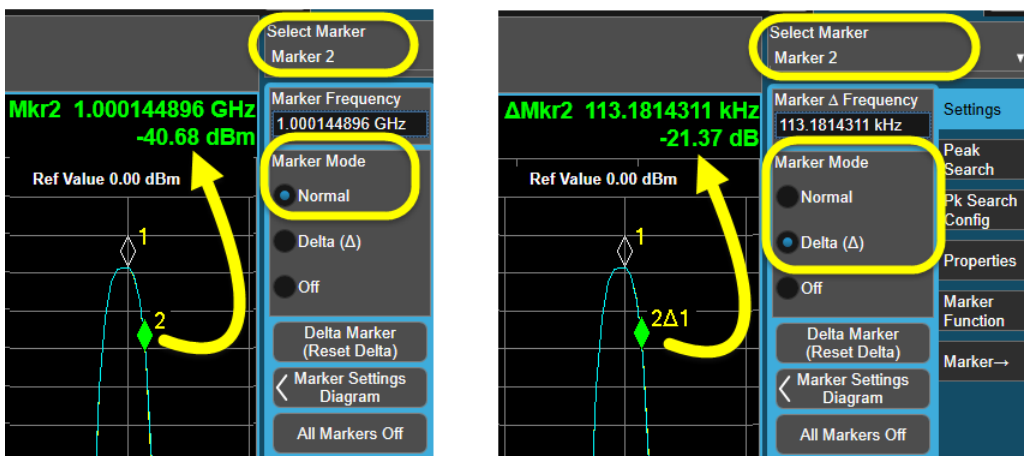 Select Marker
Marker 2
Mkr2 1.000144896 GHz
-40.68 dBm
Marker Frequency
1.000144896 GHz
Ref Value 0.00 dBm
Marker Mode
Normal
Delta (Δ)
Off
1
2
Delta Marker
(Reset Delta)
Marker Settings
Diagram
All Markers Off
Select Marker
Marker 2
ΔMkr2 113.1814311 kHz
-21.37 dB
Marker Δ Frequency
113.1814311 kHz
Ref Value 0.00 dBm
Marker Mode
Normal
Delta (Δ)
Off
1
2Δ1
Delta Marker
(Reset Delta)
Marker Settings
Diagram
All Markers Off
Settings
Peak
Search
Pk Search
Config
Properties
Marker
Function
Marker→